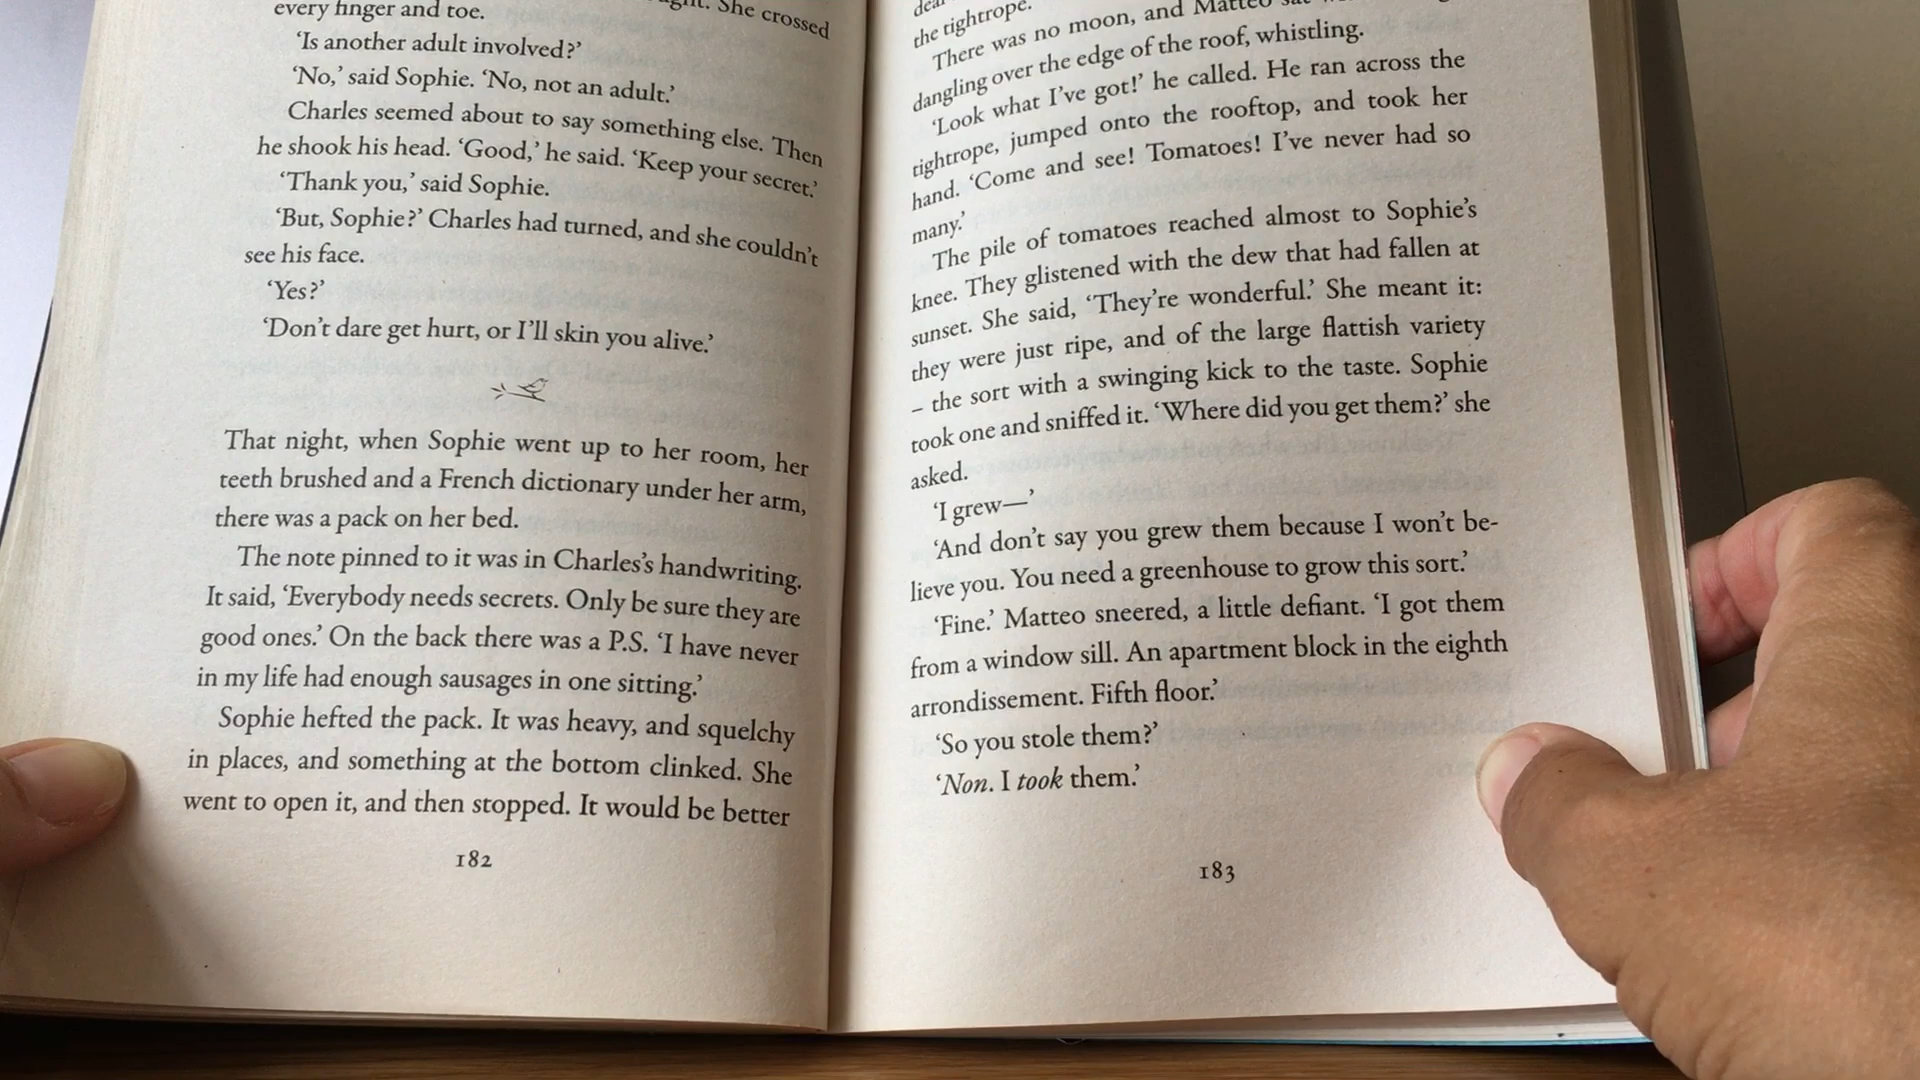 She crossed
every finger and toe.
‘Is another adult involved?’
‘No,’ said Sophie. ‘No, not an adult.’
Charles seemed about to say something else. Then
he shook his head. ‘Good,’ he said. ‘Keep your secret.’
‘Thank you,’ said Sophie.
‘But, Sophie?’ Charles had turned, and she couldn’t
see his face.
‘Yes?’
‘Don’t dare get hurt, or I’ll skin you alive.’
That night, when Sophie went up to her room, her
teeth brushed and a French dictionary under her arm,
there was a pack on her bed.
The note pinned to it was in Charles’s handwriting.
It said, ‘Everybody needs secrets. Only be sure they are
good ones.’ On the back there was a P.S. ‘I have never
in my life had enough sausages in one sitting.’
Sophie hefted the pack. It was heavy, and squelchy
in places, and something at the bottom clinked. She
went to open it, and then stopped. It would be better
182
the tightrope.
There was no moon, and Matteo
dangling over the edge of the roof, whistling.
‘Look what I’ve got!’ he called. He ran across the
tightrope, jumped onto the rooftop, and took her
hand. ‘Come and see! Tomatoes! I’ve never had so
many.’
The pile of tomatoes reached almost to Sophie’s
knee. They glistened with the dew that had fallen at
sunset. She said, ‘They’re wonderful.’ She meant it:
they were just ripe, and of the large flattish variety
– the sort with a swinging kick to the taste. Sophie
took one and sniffed it. ‘Where did you get them?’ she
asked.
‘I grew—’
‘And don’t say you grew them because I won’t be-
lieve you. You need a greenhouse to grow this sort.’
‘Fine.’ Matteo sneered, a little defiant. ‘I got them
from a window sill. An apartment block in the eighth
arrondissement. Fifth floor.’
‘So you stole them?’
‘Non. I took them.’
183